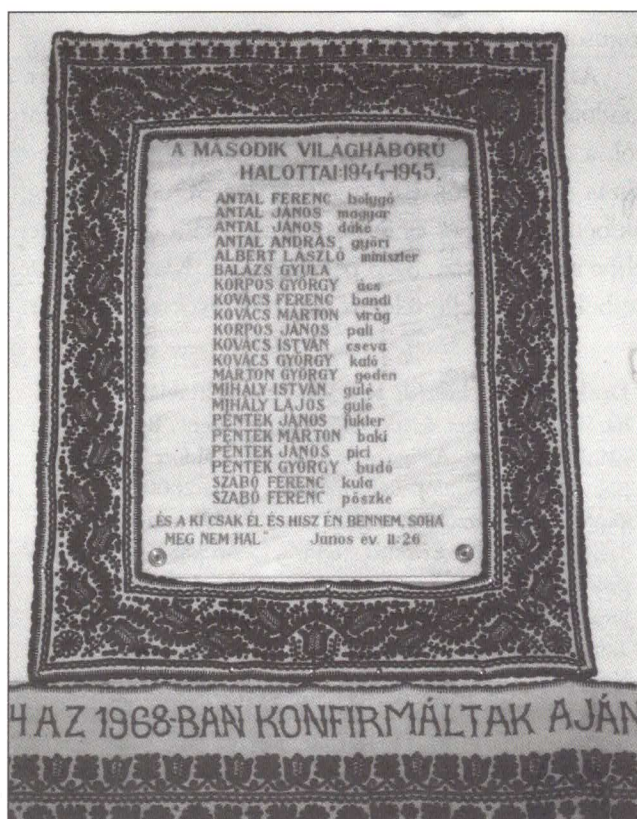 A MÁSODIK VILÁGHÁBORÚ
HALOTTAI:1944-1945.
ANTAL FERENC bolygó
ANTAL JÁNOS magyar
ANTAL JÁNOS dáke
ANTAL ANDRÁS győri
ALBERT LÁSZLÓ miniszter
BALÁZS GYULA
KORPOS GYÖRGY ács
KOVÁCS FERENC bandi
KOVÁCS MÁRTON virág
KORPOS JÁNOS pali
KOVÁCS ISTVÁN cseva
KOVÁCS GYÖRGY kaló
MÁRTON GYÖRGY goden
MIHÁLY ISTVÁN gulé
MIHÁLY LAJOS gulé
PÉNTEK JÁNOS jukter
PÉNTEK MÁRTON baki
PÉNTEK JÁNOS pici
PÉNTEK GYÖRGY budó
SZABÓ FERENC kula
SZABÓ FERENC pöszke
„ÉS A KI CSAK ÉL ÉS HISZ ÉN BENNEM, SOHA
MEG NEM HAL" János ev. 11:26.
AZ 1968-BAN KONFIRMÁLTAK AJÁN